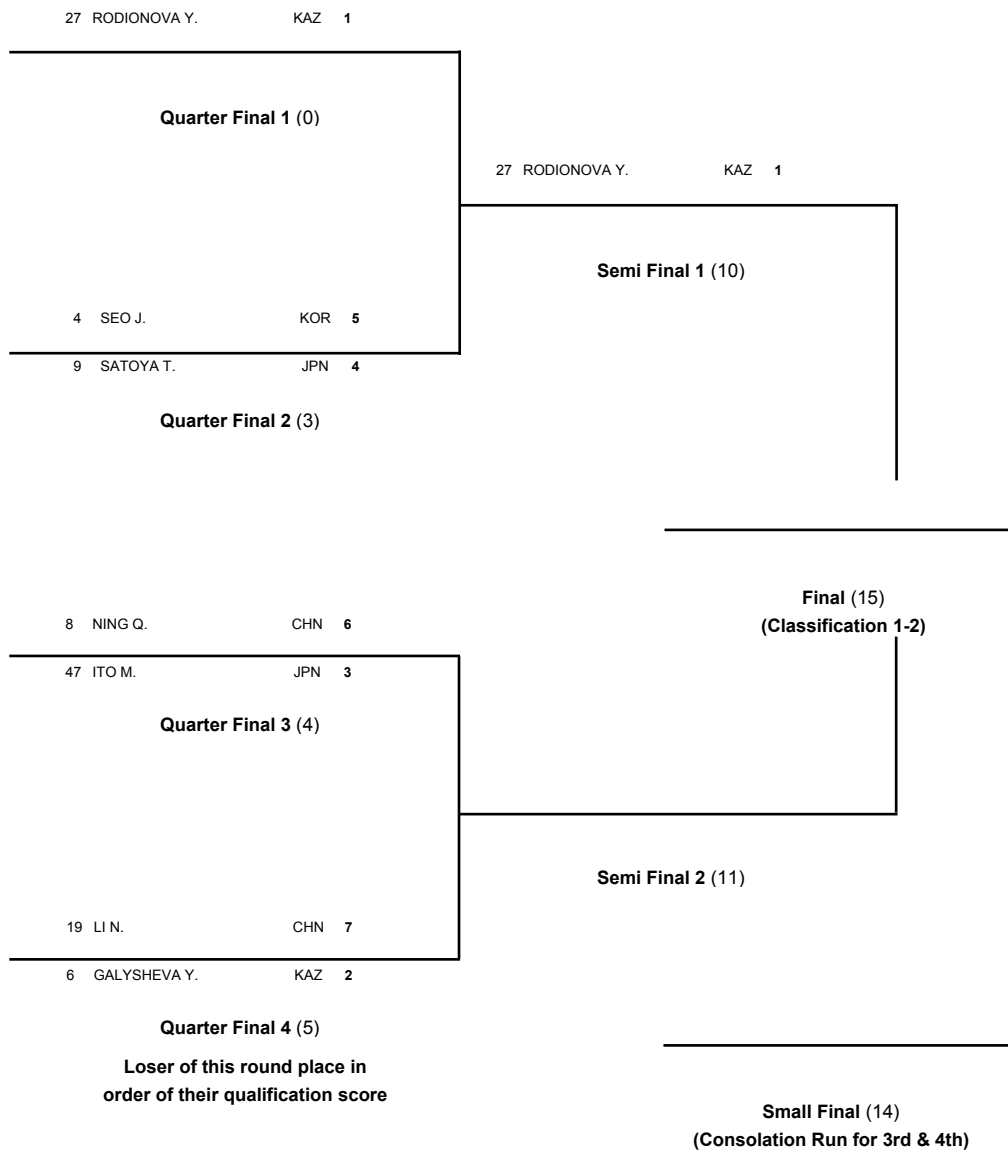 27 RODIONOVA Y. KAZ 1
Quarter Final 1 (0)
27 RODIONOVA Y. KAZ 1
Semi Final 1 (10)
4 SEO J. KOR 5
9 SATOYA T. JPN 4
Quarter Final 2 (3)
Final (15)
(Classification 1-2)
8 NING Q. CHN 6
47 ITO M. JPN 3
Quarter Final 3 (4)
Semi Final 2 (11)
19 LI N. CHN 7
6 GALYSHEVA Y. KAZ 2
Quarter Final 4 (5)
Loser of this round place in
order of their qualification score
Small Final (14)
(Consolation Run for 3rd & 4th)